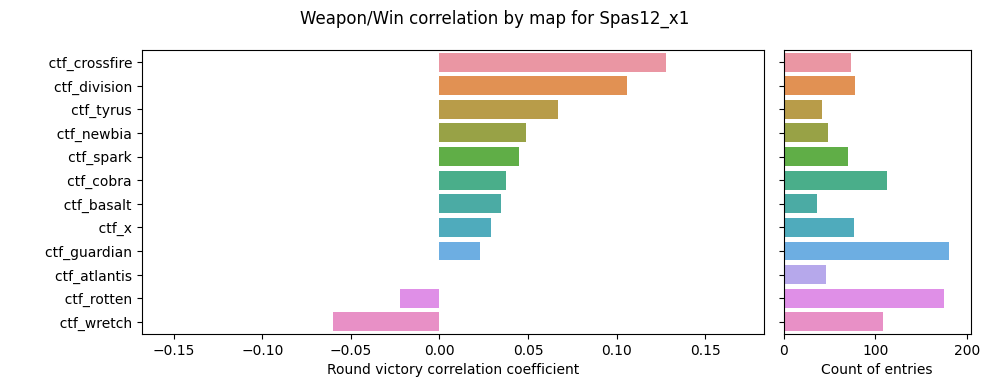 Weapon/Win correlation by map for Spas12_x1
ctf_crossfire
ctf_division
ctf_tyrus
ctf_newbia
ctf_spark
ctf_cobra
ctf_basalt
ctf_x
ctf_guardian
ctf_atlantis
ctf_rotten
ctf_wretch
−0.15 −0.10 −0.05 0.00 0.05 0.10 0.15 0 100 200
Round victory correlation coefficient Count of entries